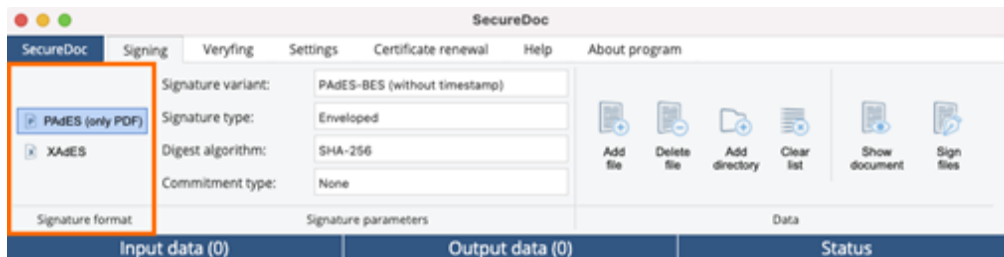 SecureDoc
SecureDoc Signing Veryfing Settings Certificate renewal Help About program
PAdES (only PDF)
XAdES
Signature format
Signature variant: PAdES-BES (without timestamp)
Signature type: Enveloped
Digest algorithm: SHA-256
Commitment type: None
Signature parameters
Add file
Delete file
Add directory
Clear list
Show document
Sign files
Data
Input data (0) Output data (0) Status